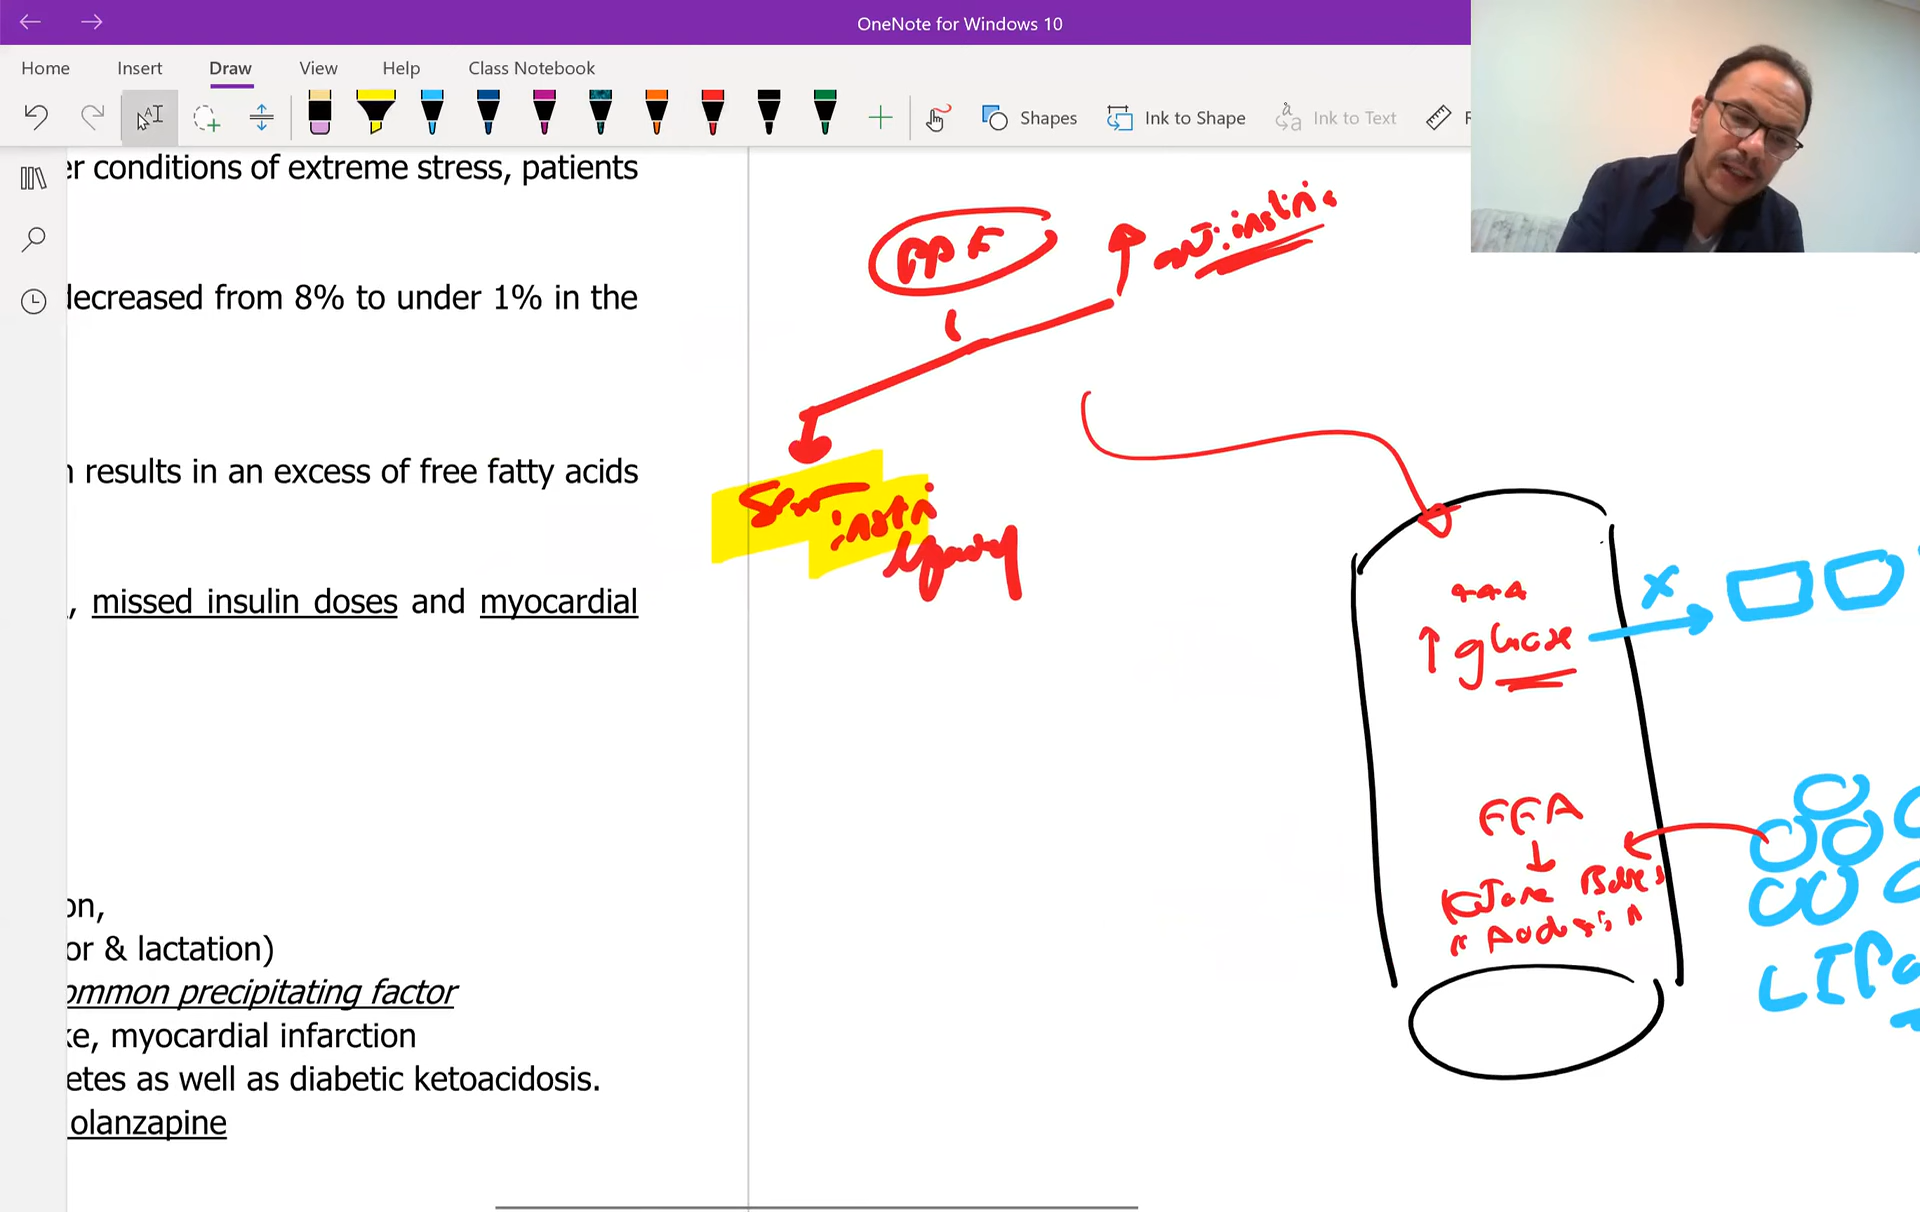 OneNote for Windows 10
Home Insert Draw View Help Class Notebook
Shapes Ink to Shape Ink to Text R
er conditions of extreme stress, patients
decreased from 8% to under 1% in the
n results in an excess of free fatty acids
, missed insulin doses and myocardial
on,
or & lactation)
ommon precipitating factor
ke, myocardial infarction
etes as well as diabetic ketoacidosis.
olanzapine
PPF
↑
↑ glucose
x
FFA
Ketone Bodies
"Acidosis"
LIPo